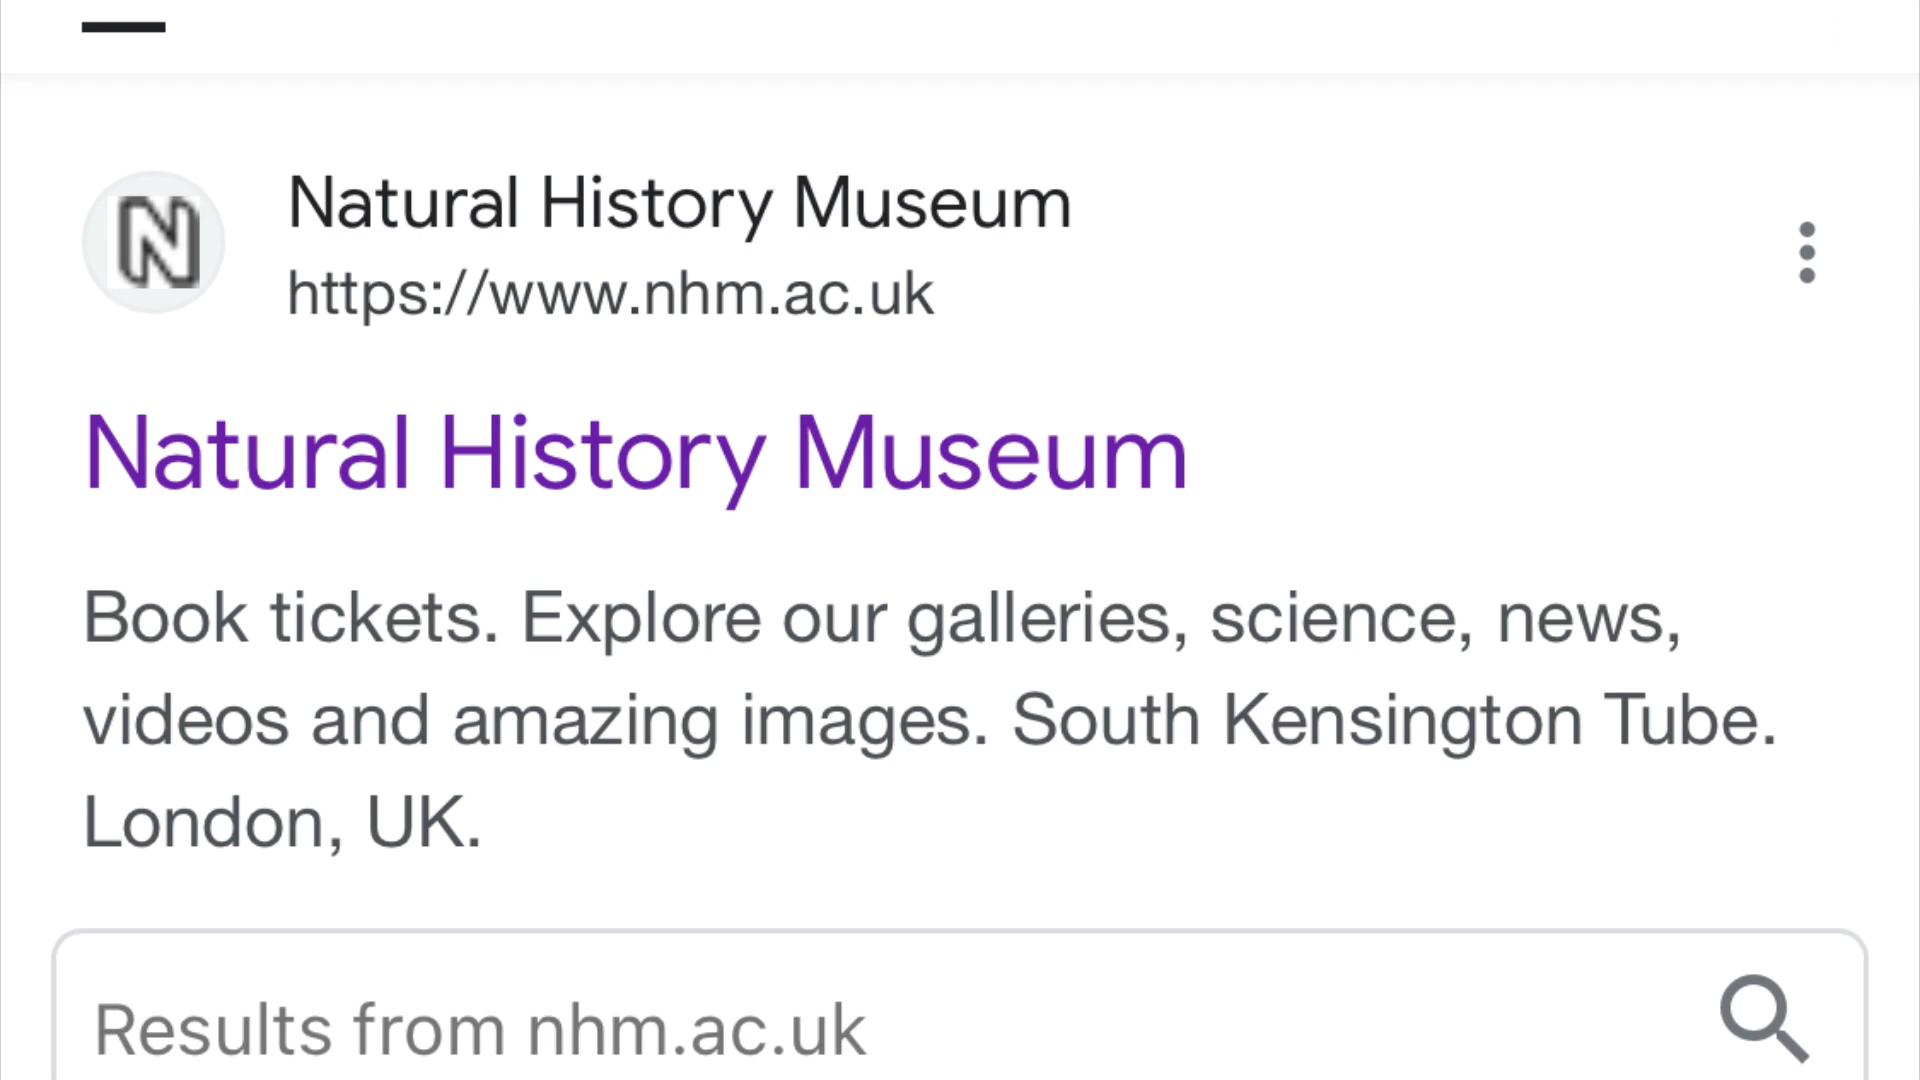 N
Natural History Museum
https://www.nhm.ac.uk
Natural History Museum
Book tickets. Explore our galleries, science, news,
videos and amazing images. South Kensington Tube.
London, UK.
Results from nhm.ac.uk